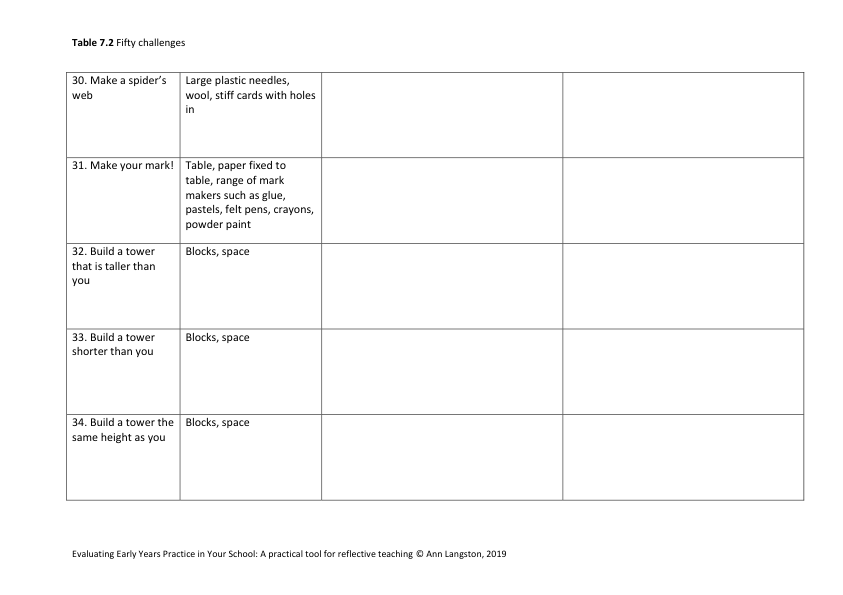 Table 7.2 Fifty challenges
30. Make a spider’s
web
Large plastic needles,
wool, stiff cards with holes
in
31. Make your mark!
Table, paper fixed to
table, range of mark
makers such as glue,
pastels, felt pens, crayons,
powder paint
32. Build a tower
that is taller than
you
Blocks, space
33. Build a tower
shorter than you
Blocks, space
34. Build a tower the
same height as you
Blocks, space
Evaluating Early Years Practice in Your School: A practical tool for reflective teaching © Ann Langston, 2019